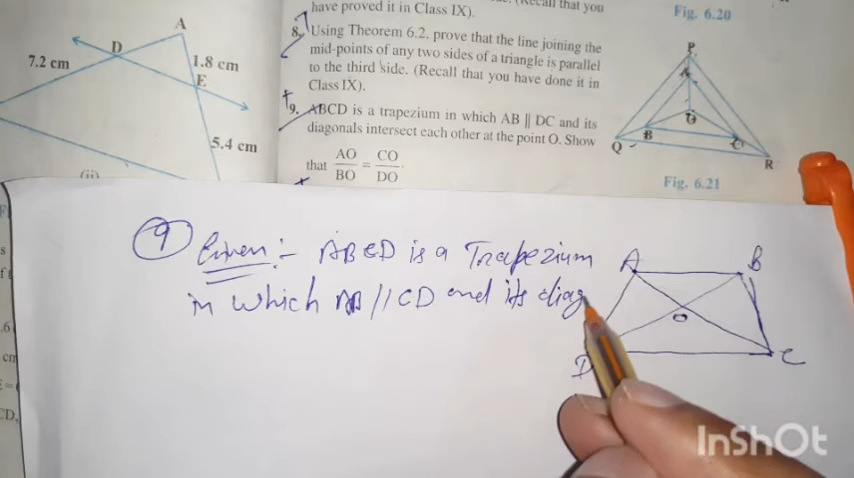 have proved it in Class IX).
Fig. 6.20
8. Using Theorem 6.2, prove that the line joining the
mid-points of any two sides of a triangle is parallel
to the third side. (Recall that you have done it in
Class IX).
9. ABCD is a trapezium in which AB || DC and its
diagonals intersect each other at the point O. Show
that AO/BO = CO/DO.
A
D
7.2 cm
1.8 cm
E
5.4 cm
(ii)
P
A
O
B
C
Q
R
Fig. 6.21
9 Given:- ABCD is a Trapezium
in which AB//CD and its diag
A
B
O
D
C
InShOt